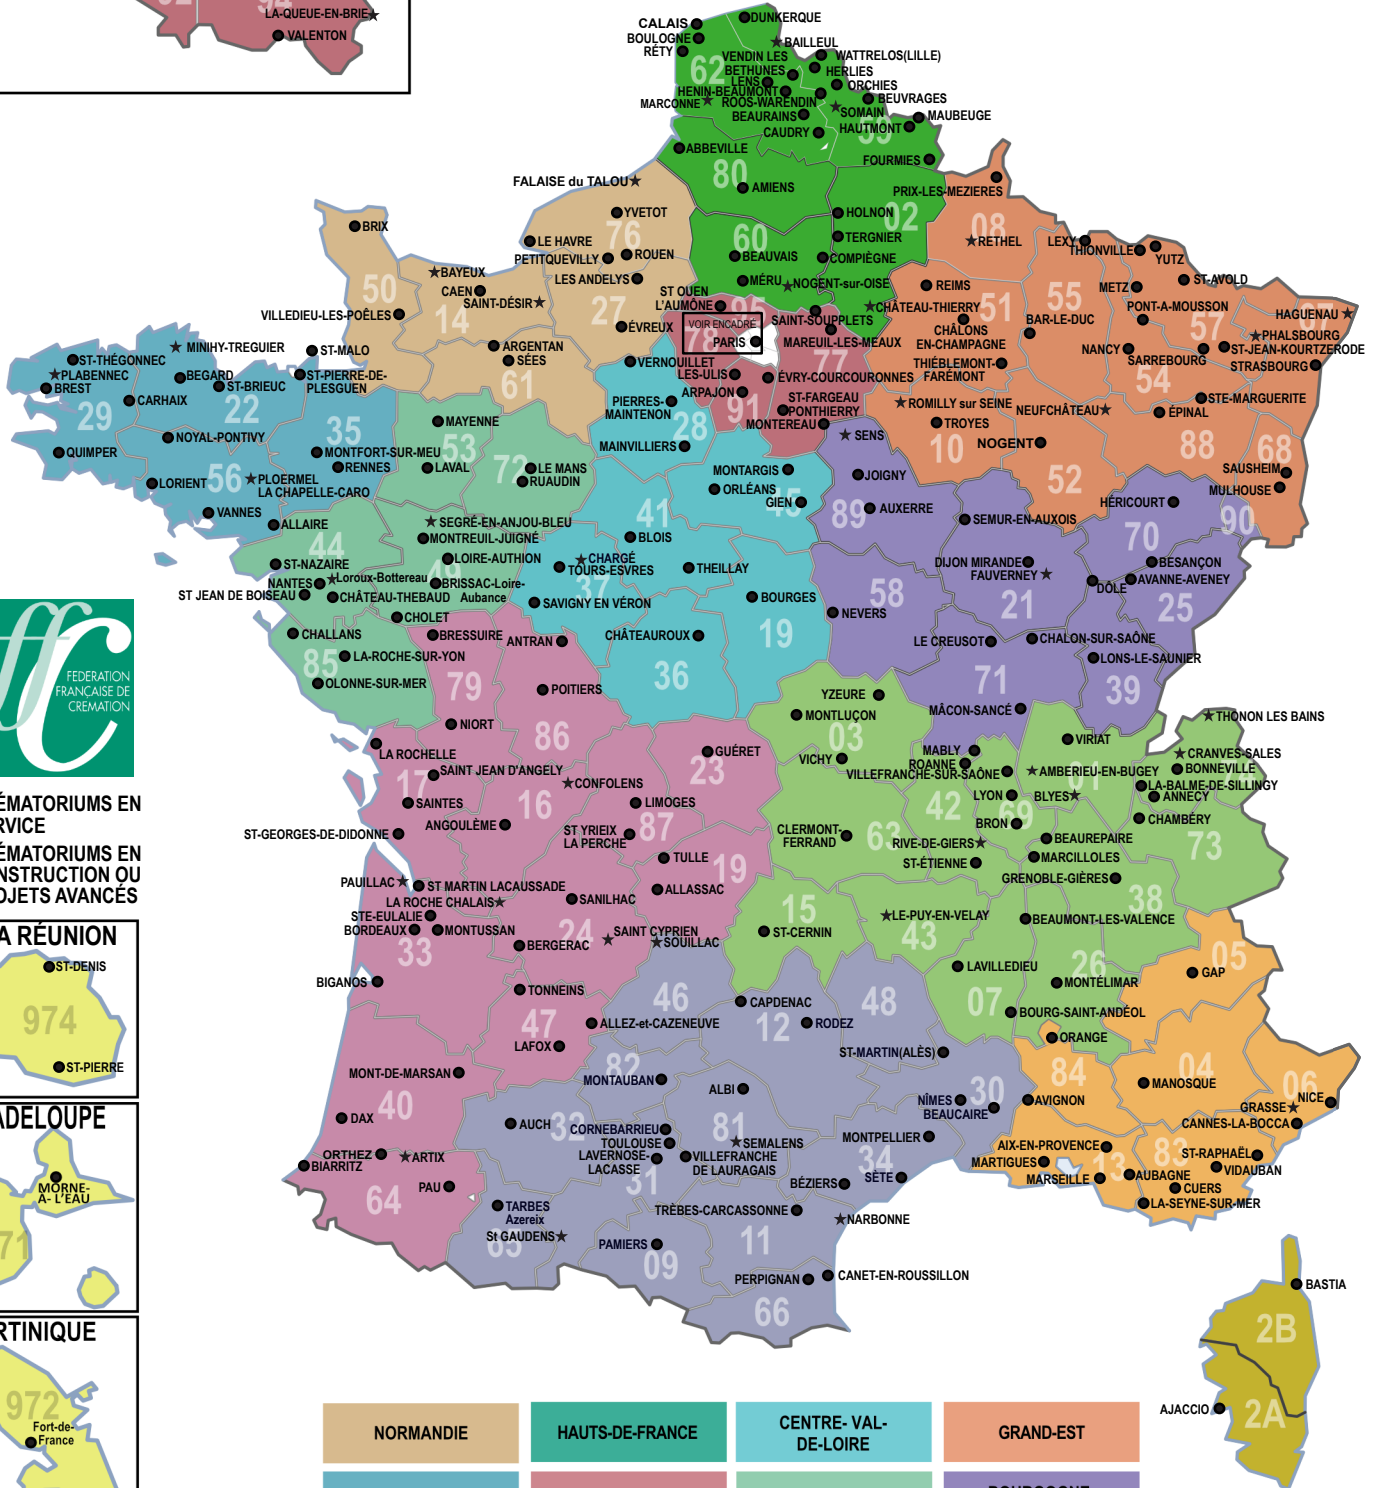 92
94
LA-QUEUE-EN-BRIE
VALENTON
CALAIS
DUNKERQUE
BOULOGNE
BAILLEUL
RÉTY
VENDIN LES
BETHUNES
WATTRELOS(LILLE)
62
HERLIES
LENS
ORCHIES
HENIN-BEAUMONT
BEUVRAGES
MARCONNE
ROOS-WARENDIN
SOMAIN
BEAURAINS
MAUBEUGE
CAUDRY
HAUTMONT
59
ABBEVILLE
FOURMIES
80
AMIENS
PRIX-LES-MEZIERES
FALAISE du TALOU
YVETOT
HOLNON
02
08
BRIX
LE HAVRE
76
60
TERGNIER
RETHEL
LEXY
THIONVILLE
YUTZ
PETITQUEVILLY
ROUEN
BEAUVAIS
COMPIÈGNE
BAYEUX
LES ANDELYS
MÉRU
NOGENT-sur-OISE
REIMS
METZ
ST-AVOLD
50
CAEN
SAINT-DÉSIR
ST OUEN
L'AUMÔNE
95
CHÂTEAU-THIERRY
51
55
PONT-A-MOUSSON
57
67
HAGUENAU
VILLEDIEU-LES-POÊLES
14
27
ÉVREUX
VOIR ENCADRÉ
78
PARIS
SAINT-SOUPPLETS
MAREUIL-LES-MEAUX
CHÂLONS
EN-CHAMPAGNE
BAR-LE-DUC
PHALSBOURG
MINIHY-TREGUIER
ST-MALO
ARGENTAN
SÉES
VERNOUILLET
77
NANCY
SARREBOURG
ST-JEAN-KOURTZERODE
ST-THÉGONNEC
STRASBOURG
PLABENNEC
BEGARD
ST-PIERRE-DE-
PLESGUEN
LES-ULIS
ÉVRY-COURCOURONNES
THIÉBLEMONT-
FARÉMONT
54
BREST
ST-BRIEUC
61
PIERRES-
MAINTENON
ARPAJON
91
ST-FARGEAU
PONTHIERRY
ROMILLY sur SEINE
NEUFCHÂTEAU
STE-MARGUERITE
CARHAIX
29
22
35
MAYENNE
28
MONTEREAU
TROYES
ÉPINAL
NOYAL-PONTIVY
53
MAINVILLIERS
SENS
10
NOGENT
88
68
QUIMPER
MONTFORT-SUR-MEU
RENNES
LAVAL
72
LE MANS
RUAUDIN
MONTARGIS
JOIGNY
52
SAUSHEIM
MULHOUSE
LORIENT
56
PLOERMEL
LA CHAPELLE-CARO
ORLÉANS
GIEN
45
89
AUXERRE
HÉRICOURT
90
VANNES
ALLAIRE
SEGRÉ-EN-ANJOU-BLEU
41
SEMUR-EN-AUXOIS
70
44
MONTREUIL-JUIGNÉ
BLOIS
ST-NAZAIRE
LOIRE-AUTHION
CHARGÉ
TOURS-ESVRES
THEILLAY
DIJON MIRANDE
FAUVERNEY
BESANÇON
AVANNE-AVENEY
NANTES
Loroux-Bottereau
49
BRISSAC-Loire-
Aubance
37
58
DÔLE
ST JEAN DE BOISEAU
CHÂTEAU-THEBAUD
SAVIGNY EN VÉRON
BOURGES
21
25
CHOLET
NEVERS
CHALLANS
BRESSUIRE
ANTRAN
CHÂTEAUROUX
19
LE CREUSOT
CHALON-SUR-SAÔNE
85
LA-ROCHE-SUR-YON
36
LONS-LE-SAUNIER
OLONNE-SUR-MER
79
POITIERS
71
39
YZEURE
MONTLUÇON
MÂCON-SANCÉ
THONON LES BAINS
NIORT
86
03
VIRIAT
LA ROCHELLE
GUÉRET
23
VICHY
MABLY
ROANNE
VILLEFRANCHE-SUR-SAÔNE
CRANVES-SALES
BONNEVILLE
SAINT JEAN D'ANGELY
17
CONFOLENS
AMBERIEU-EN-BUGEY
01
LA-BALME-DE-SILLINGY
ANNECY
SAINTES
16
LIMOGES
42
LYON
BLYES
69
CHAMBÉRY
ST-GEORGES-DE-DIDONNE
ANGOULÊME
ST YRIEIX
LA PERCHE
87
CLERMONT-
FERRAND
63
BRON
RIVE-DE-GIERS
BEAUREPAIRE
73
TULLE
ST-ÉTIENNE
MARCILLOLES
19
GRENOBLE-GIÈRES
PAUILLAC
ST MARTIN LACAUSSADE
ALLASSAC
LA ROCHE CHALAIS
SANILHAC
15
LE-PUY-EN-VELAY
38
STE-EULALIE
BEAUMONT-LES-VALENCE
BORDEAUX
MONTUSSAN
24
SAINT CYPRIEN
SOUILLAC
ST-CERNIN
43
33
BERGERAC
05
BIGANOS
TONNEINS
46
48
LAVILLEDIEU
26
MONTÉLIMAR
GAP
CAPDENAC
47
ALLEZ-et-CAZENEUVE
12
RODEZ
07
BOURG-SAINT-ANDÉOL
LAFOX
ORANGE
82
ST-MARTIN(ALÈS)
MONT-DE-MARSAN
MONTAUBAN
ALBI
30
84
04
MANOSQUE
06
40
NÎMES
BEAUCAIRE
AVIGNON
NICE
GRASSE
DAX
AUCH
32
CORNEBARRIEU
81
CANNES-LA-BOCCA
TOULOUSE
SEMALENS
MONTPELLIER
AIX-EN-PROVENCE
83
ORTHEZ
ARTIX
LAVERNOSE-
LACASSE
VILLEFRANCHE
DE LAURAGAIS
34
MARTIGUES
13
ST-RAPHAËL
BIARRITZ
31
MARSEILLE
AUBAGNE
VIDAUBAN
64
PAU
BÉZIERS
SÈTE
CUERS
TARBES
Azereix
TRÈBES-CARCASSONNE
LA-SEYNE-SUR-MER
St GAUDENS
65
PAMIERS
11
NARBONNE
09
PERPIGNAN
CANET-EN-ROUSSILLON
66
BASTIA
2B
AJACCIO
2A
ffC
FEDERATION
FRANÇAISE DE
CREMATION
ÉMATORIUMS EN
RVICE
ÉMATORIUMS EN
NSTRUCTION OU
OJETS AVANCÉS
A RÉUNION
ST-DENIS
974
ST-PIERRE
ADELOUPE
MORNE-
A- L'EAU
71
RTINIQUE
972
Fort-de-
France
NORMANDIE
HAUTS-DE-FRANCE
CENTRE- VAL-
DE-LOIRE
GRAND-EST